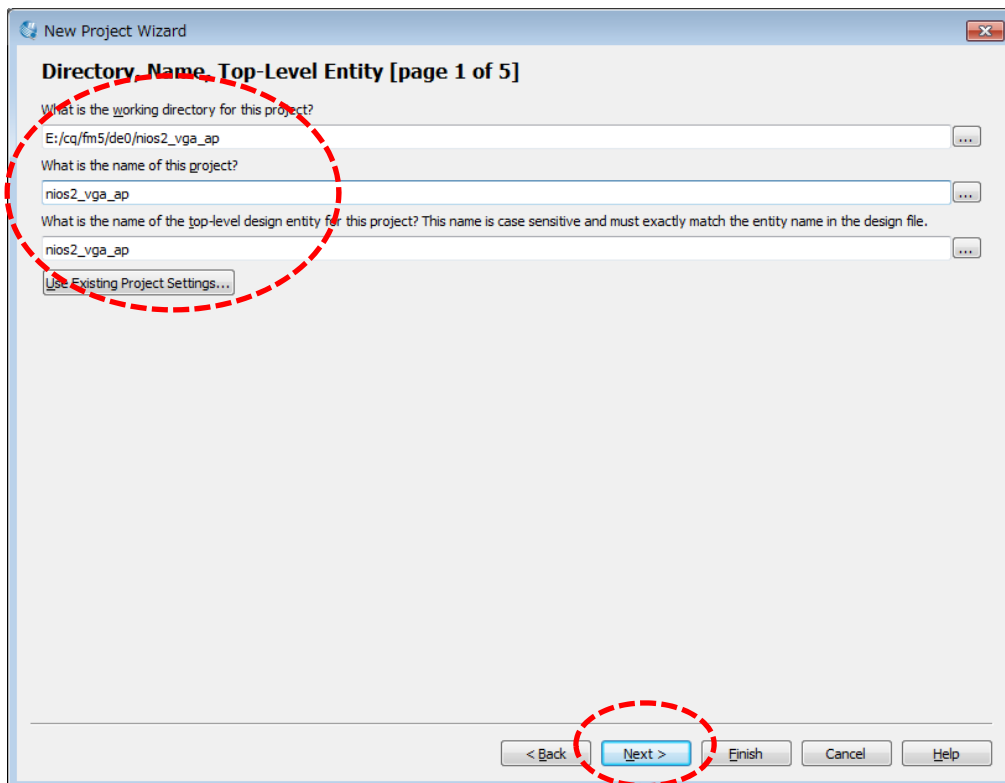 New Project Wizard
Directory, Name, Top-Level Entity [page 1 of 5]
What is the working directory for this project?
E:/cq/fm5/de0/nios2_vga_ap
...
What is the name of this project?
nios2_vga_ap
...
What is the name of the top-level design entity for this project? This name is case sensitive and must exactly match the entity name in the design file.
nios2_vga_ap
...
Use Existing Project Settings...
< Back
Next >
Finish
Cancel
Help